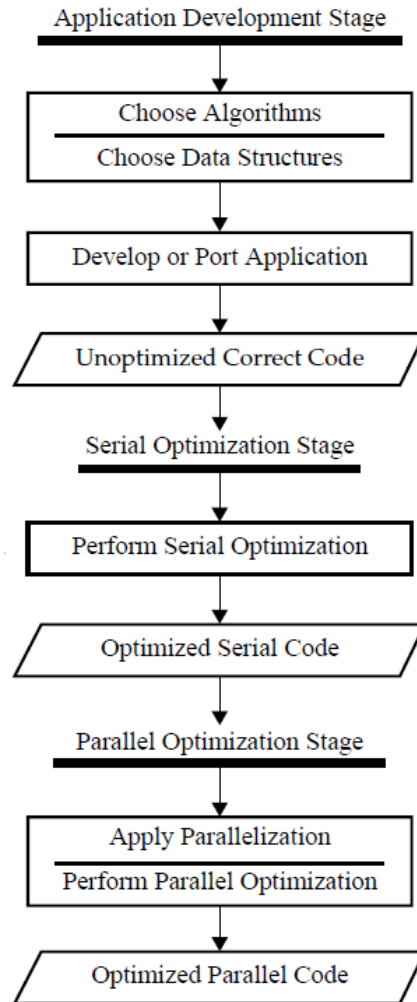 Application Development Stage
Choose Algorithms
Choose Data Structures
Develop or Port Application
Unoptimized Correct Code
Serial Optimization Stage
Perform Serial Optimization
Optimized Serial Code
Parallel Optimization Stage
Apply Parallelization
Perform Parallel Optimization
Optimized Parallel Code